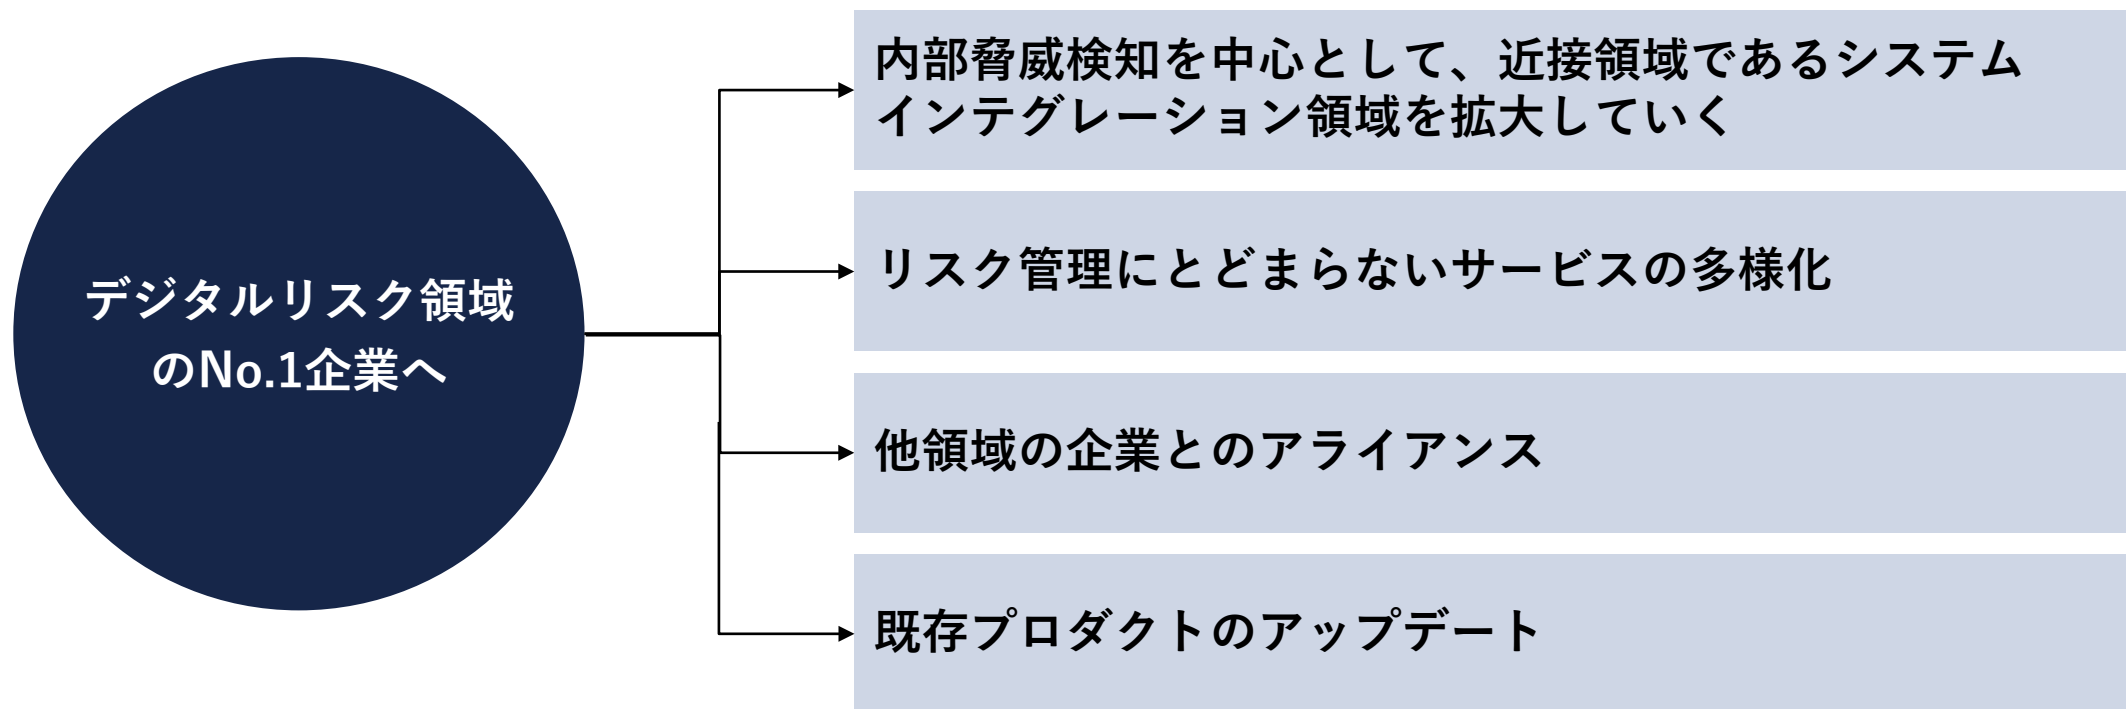 デジタルリスク領域
のNo.1企業へ
内部脅威検知を中心として、近接領域であるシステム
インテグレーション領域を拡大していく
リスク管理にとどまらないサービスの多様化
他領域の企業とのアライアンス
既存プロダクトのアップデート